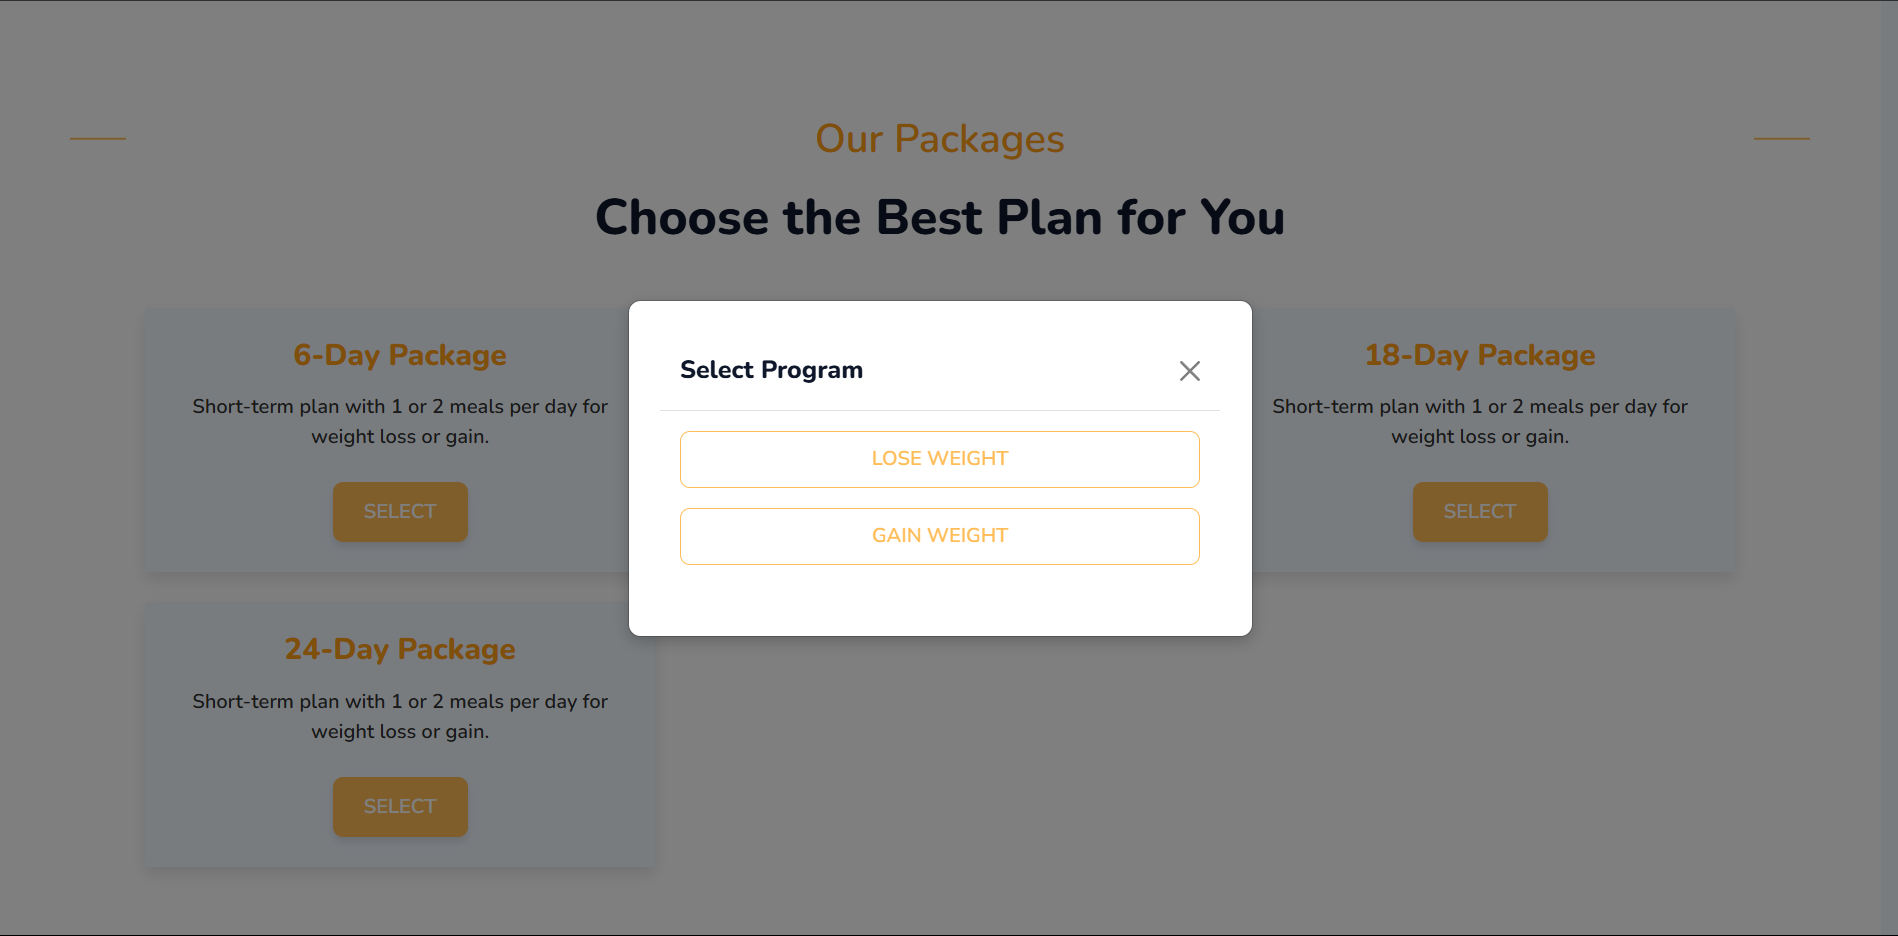 Our Packages
Choose the Best Plan for You
6-Day Package
Short-term plan with 1 or 2 meals per day for
weight loss or gain.
SELECT
Select Program
LOSE WEIGHT
GAIN WEIGHT
18-Day Package
Short-term plan with 1 or 2 meals per day for
weight loss or gain.
SELECT
24-Day Package
Short-term plan with 1 or 2 meals per day for
weight loss or gain.
SELECT